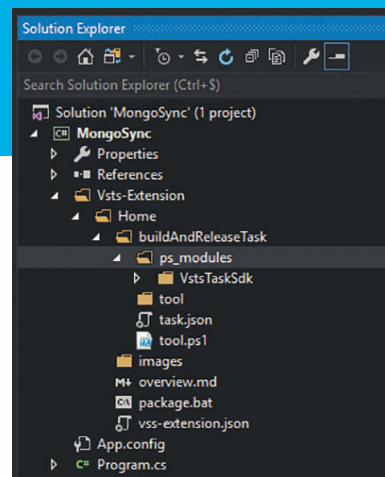 Solution Explorer
Search Solution Explorer (Ctrl+$)
Solution 'MongoSync' (1 project)
C# MongoSync
Properties
References
Vsts-Extension
Home
buildAndReleaseTask
ps_modules
VstsTaskSdk
tool
task.json
tool.ps1
images
M+ overview.md
package.bat
vss-extension.json
App.config
C# Program.cs